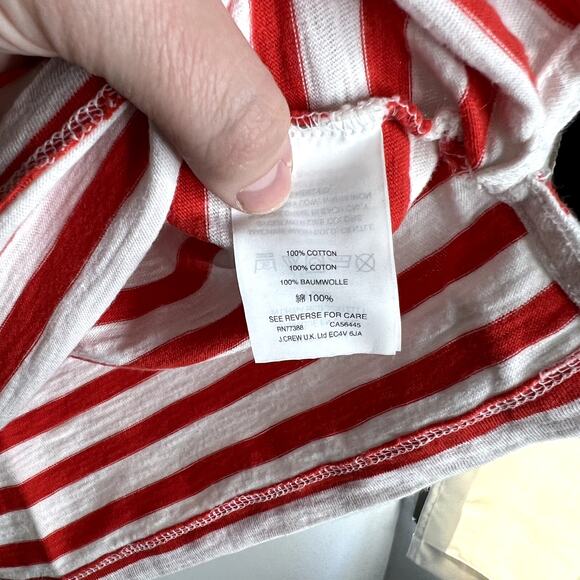 100% COTTON
100% COTON
100% BAUMWOLLE
綿 100%
SEE REVERSE FOR CARE
RN77388 CA56445
J.CREW U.K. Ltd EC4V 6JA